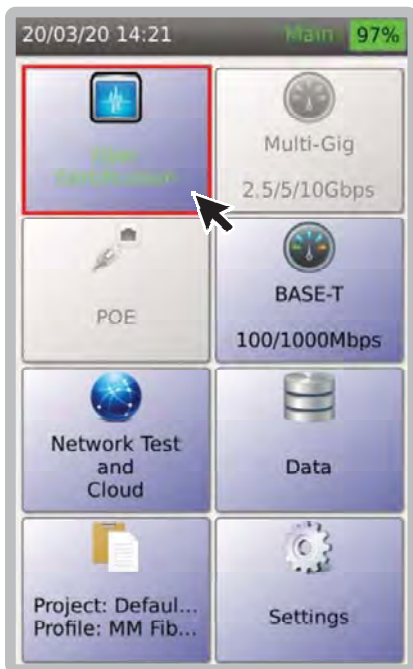 20/03/20 14:21 Main 97%
Fiber
Certification
Multi-Gig
2.5/5/10Gbps
POE
BASE-T
100/1000Mbps
Network Test
and
Cloud
Data
Project: Defaul...
Profile: MM Fib...
Settings